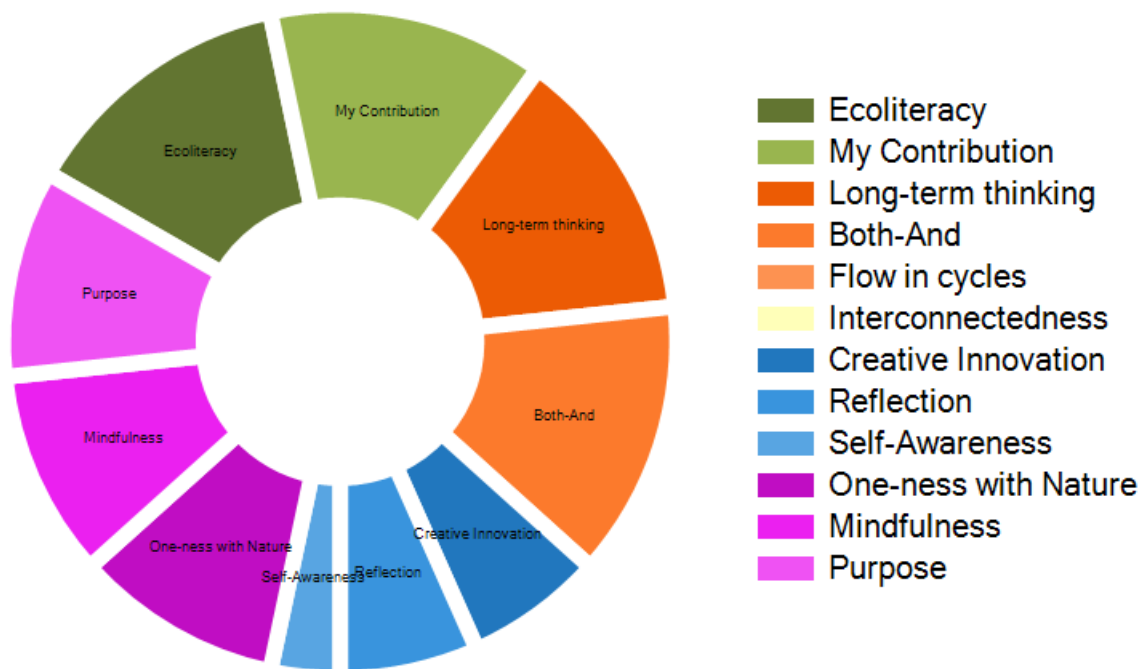 My Contribution
Ecoliteracy
Long-term thinking
Purpose
Both-And
Mindfulness
Creative Innovation
One-ness with Nature
Reflection
Self-Awareness
Ecoliteracy
My Contribution
Long-term thinking
Both-And
Flow in cycles
Interconnectedness
Creative Innovation
Reflection
Self-Awareness
One-ness with Nature
Mindfulness
Purpose